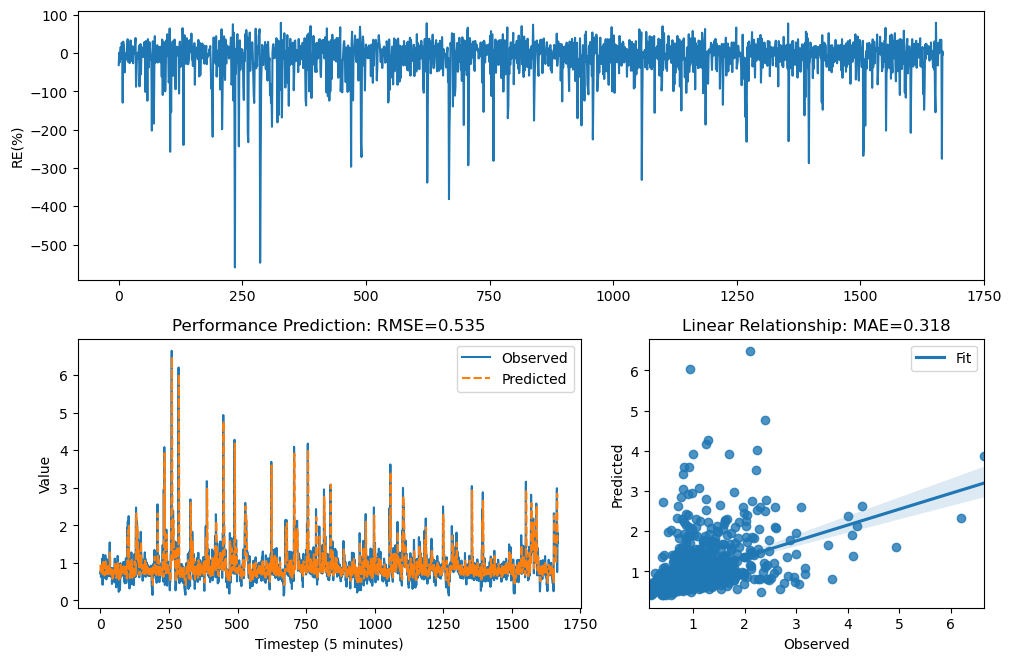 100
0
−100
−200
−300
−400
−500
RE(%)
0 250 500 750 1000 1250 1500 1750
Performance Prediction: RMSE=0.535
Observed
Predicted
6
5
4
3
2
1
0
Value
0 250 500 750 1000 1250 1500 1750
Timestep (5 minutes)
Linear Relationship: MAE=0.318
Fit
6
5
4
3
2
1
Predicted
1 2 3 4 5 6
Observed